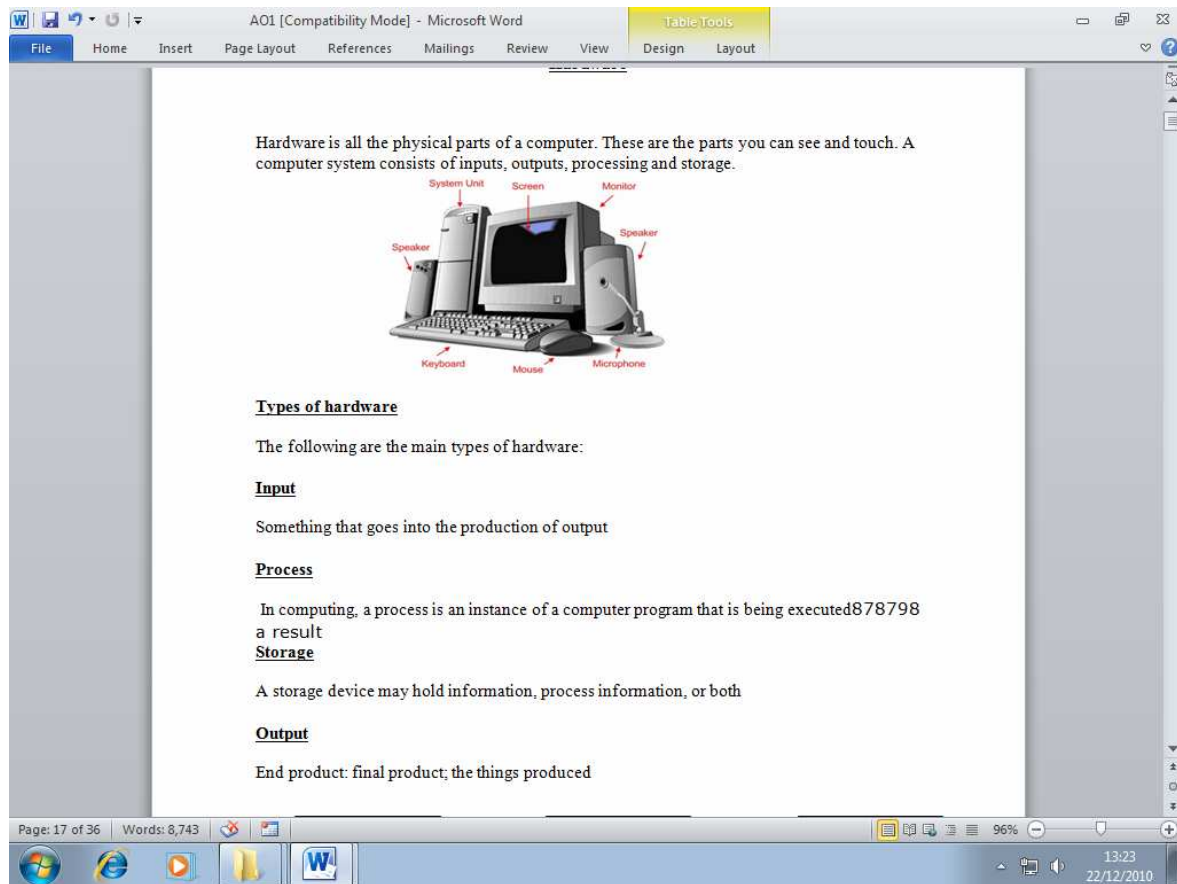 AO1 [Compatibility Mode] - Microsoft Word
Table Tools
File Home Insert Page Layout References Mailings Review View Design Layout
Hardware
Hardware is all the physical parts of a computer. These are the parts you can see and touch. A
computer system consists of inputs, outputs, processing and storage.
System Unit Screen Monitor
Speaker
Speaker
Keyboard Mouse Microphone
Types of hardware
The following are the main types of hardware:
Input
Something that goes into the production of output
Process
In computing, a process is an instance of a computer program that is being executed878798
a result
Storage
A storage device may hold information, process information, or both
Output
End product: final product; the things produced
Page: 17 of 36 Words: 8,743 96%
13:23
22/12/2010